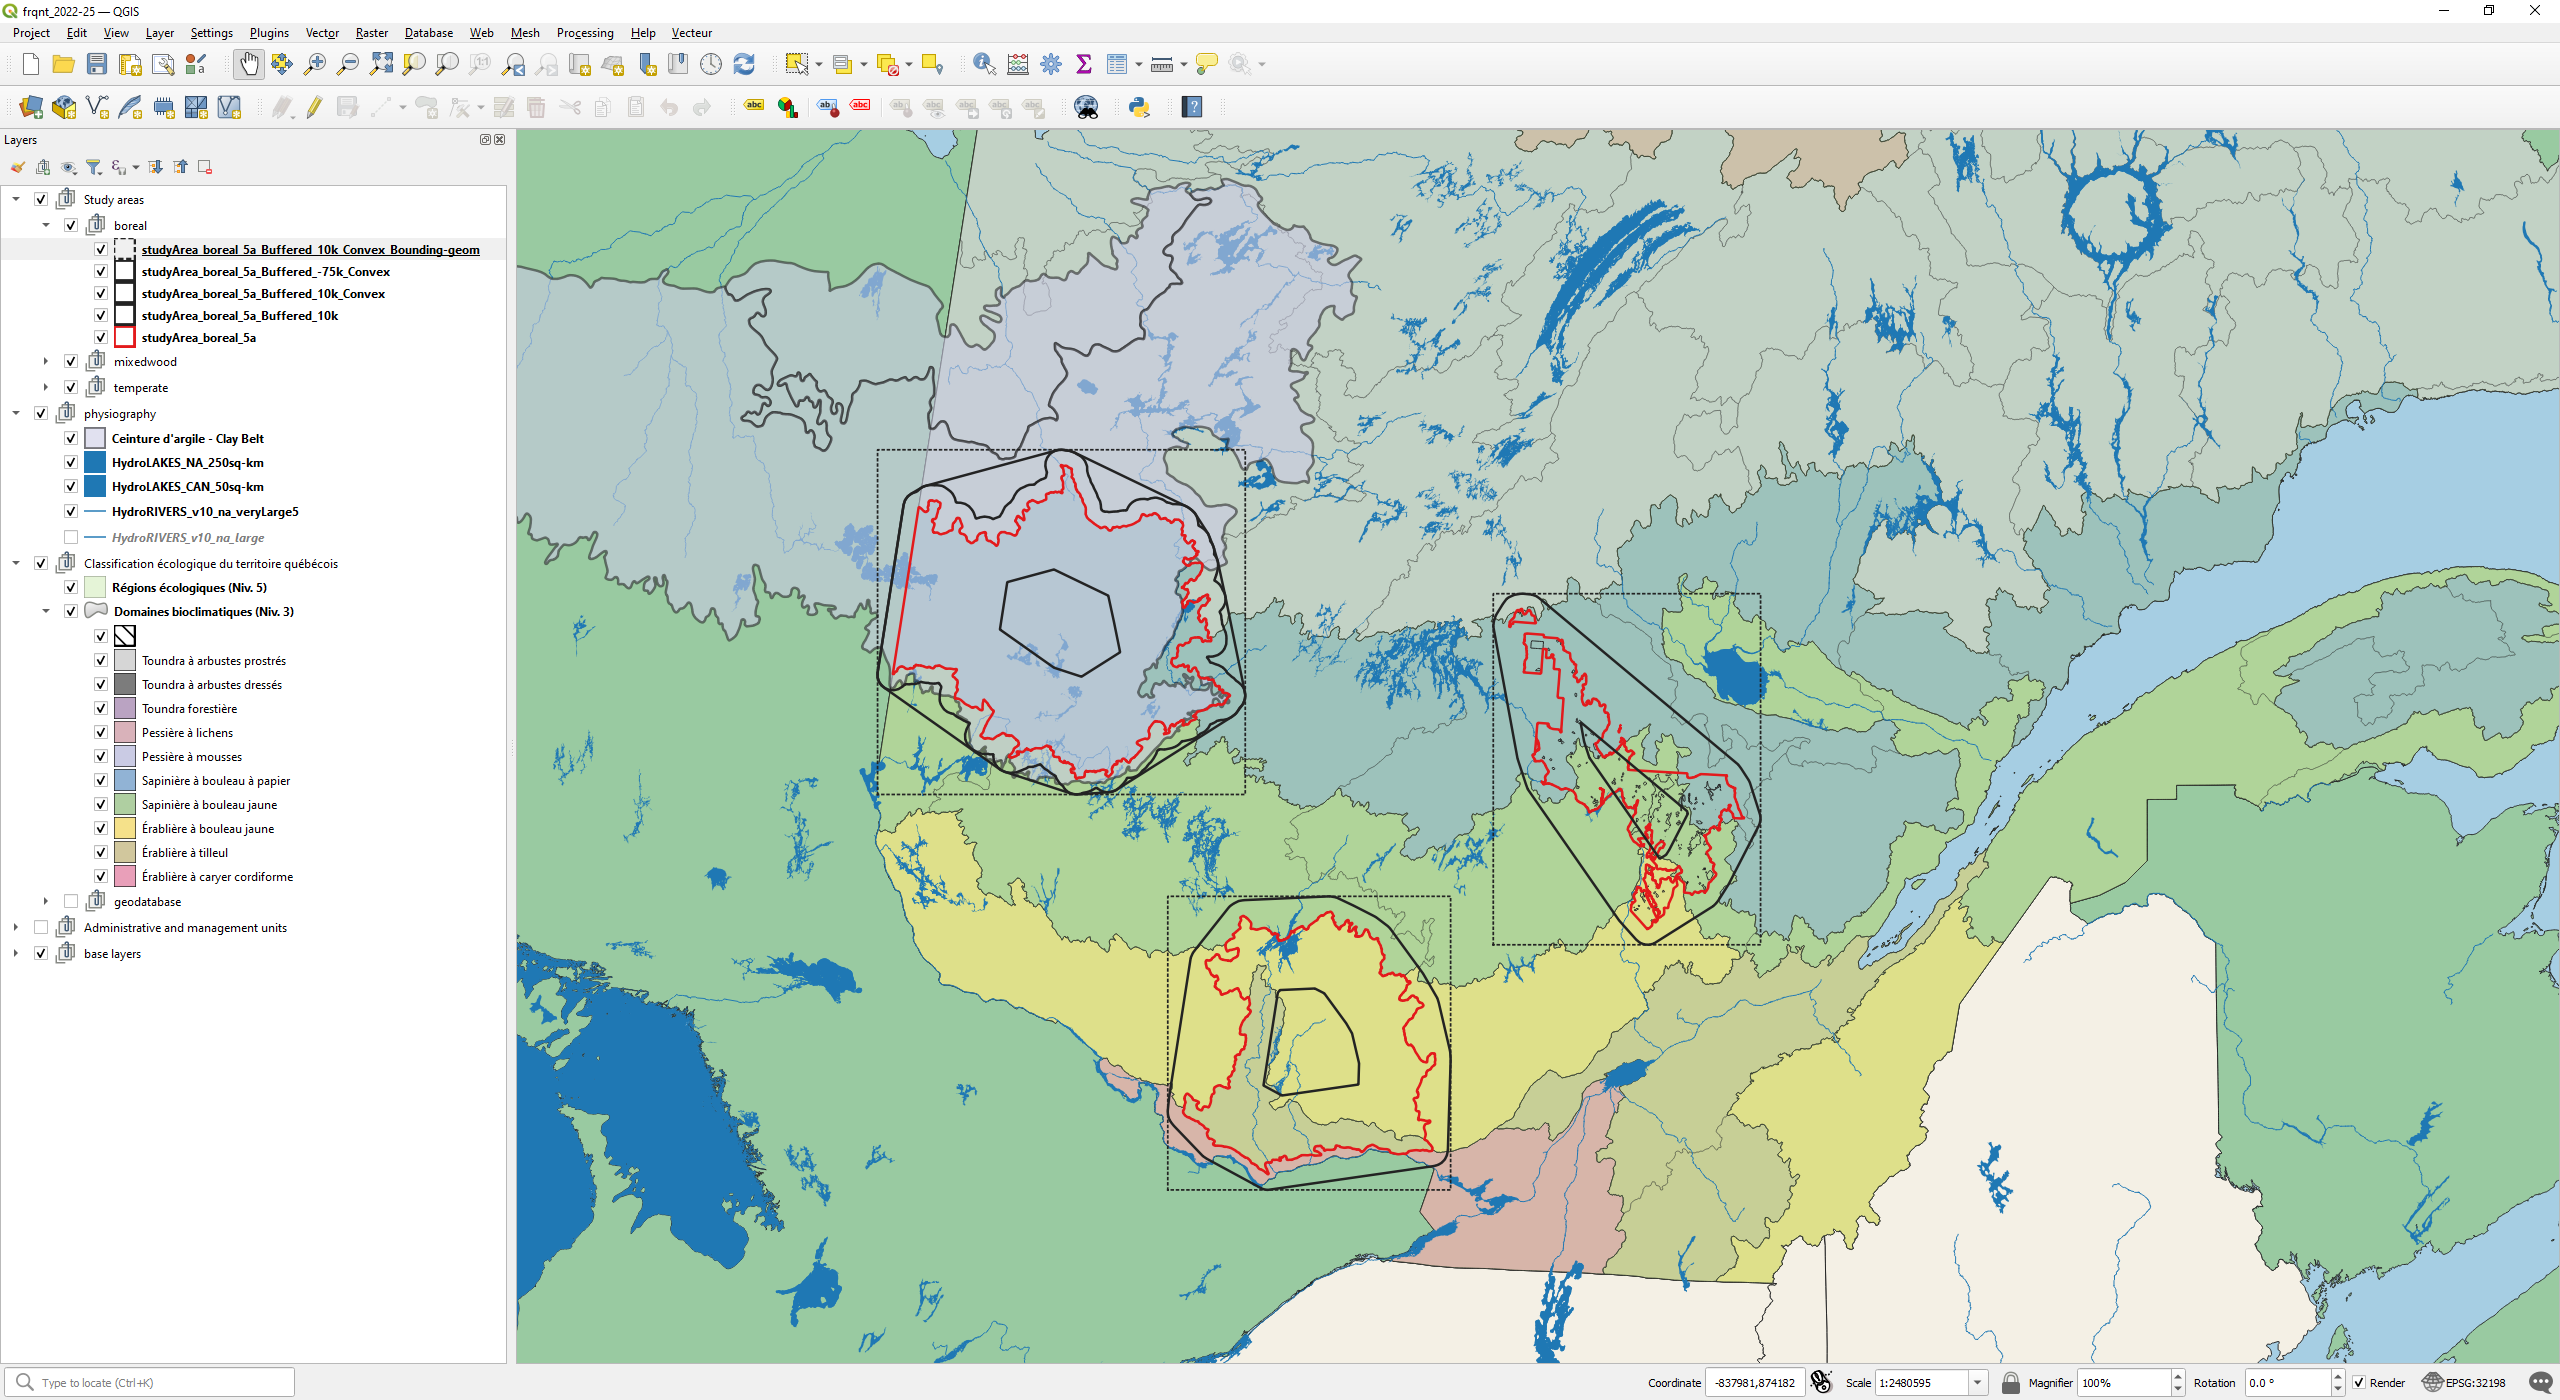 frqnt_2022-25 — QGIS
Project Edit View Layer Settings Plugins Vector Raster Database Web Mesh Processing Help Vecteur
Layers
Study areas
boreal
studyArea_boreal_5a_Buffered_10k_Convex_Bounding-geom
studyArea_boreal_5a_Buffered_-75k_Convex
studyArea_boreal_5a_Buffered_10k_Convex
studyArea_boreal_5a_Buffered_10k
studyArea_boreal_5a
mixedwood
temperate
physiography
Ceinture d'argile - Clay Belt
HydroLAKES_NA_250sq-km
HydroLAKES_CAN_50sq-km
HydroRIVERS_v10_na_veryLarge5
HydroRIVERS_v10_na_large
Classification écologique du territoire québécois
Régions écologiques (Niv. 5)
Domaines bioclimatiques (Niv. 3)
Toundra à arbustes prostrés
Toundra à arbustes dressés
Toundra forestière
Pessière à lichens
Pessière à mousses
Sapinière à bouleau à papier
Sapinière à bouleau jaune
Érablière à bouleau jaune
Érablière à tilleul
Érablière à caryer cordiforme
geodatabase
Administrative and management units
base layers
Type to locate (Ctrl+K)
Coordinate -837981,874182 Scale 1:2480595 Magnifier 100% Rotation 0.0 ° Render EPSG:32198